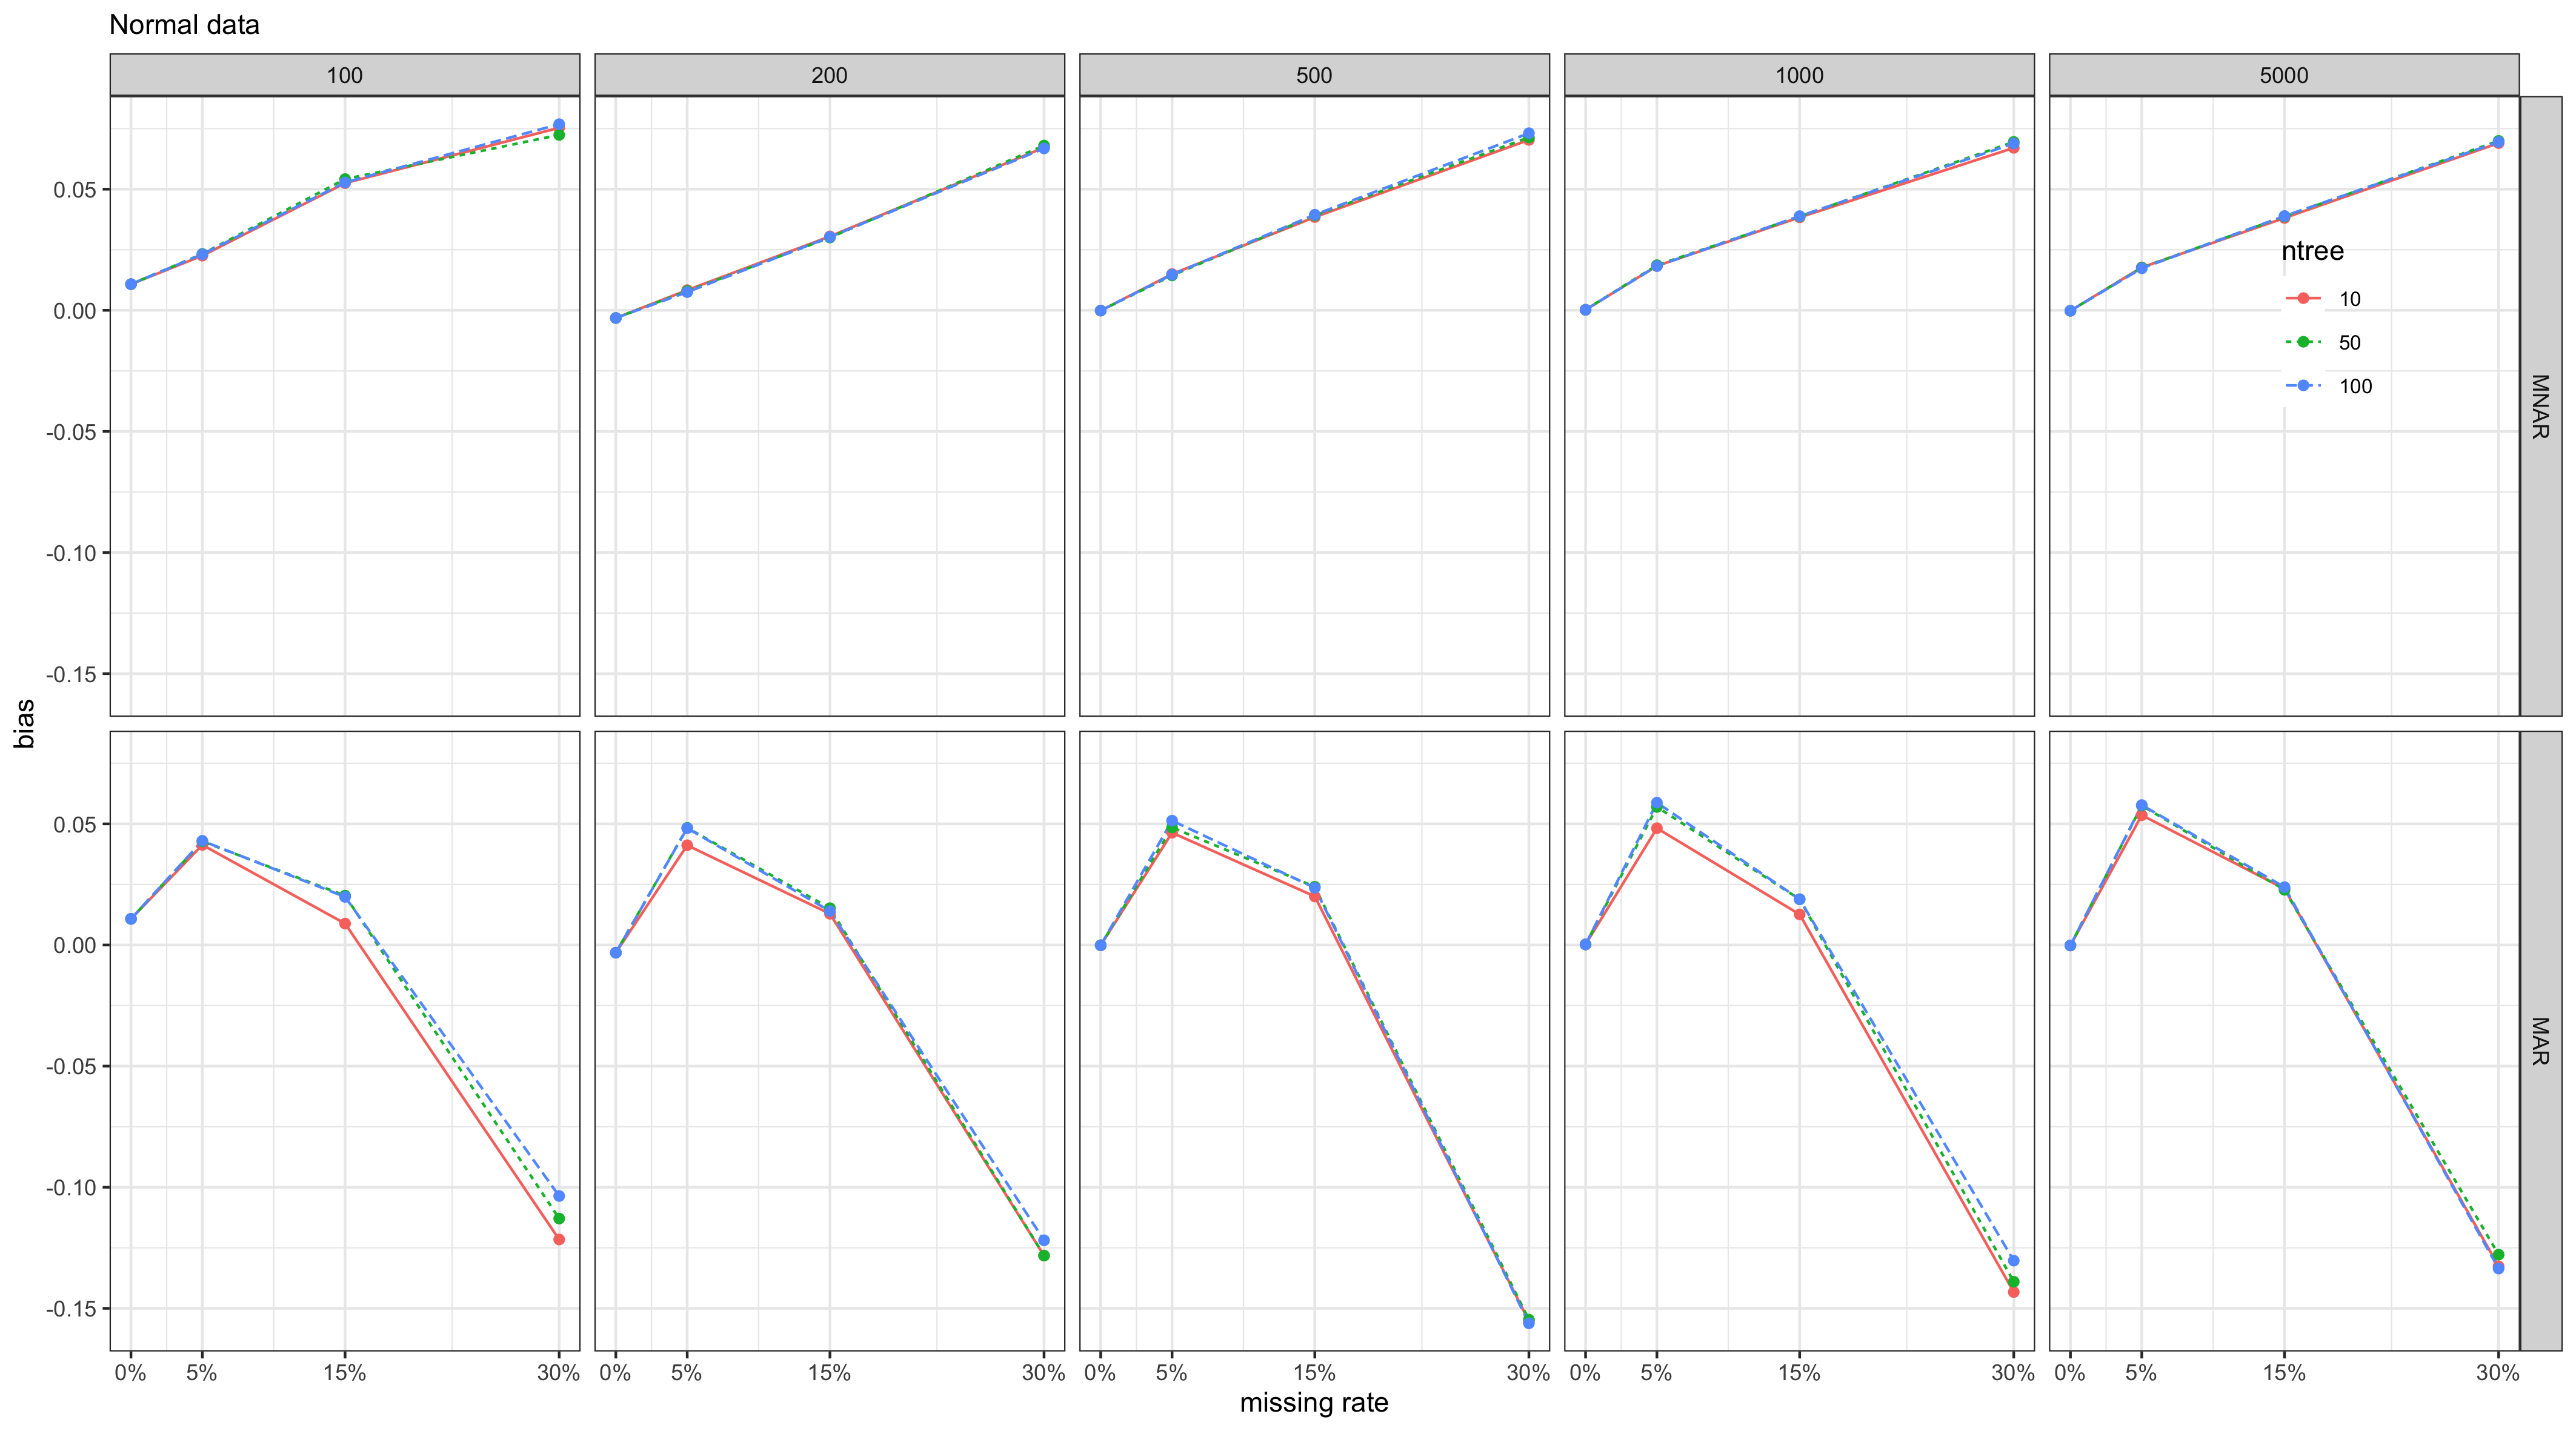 Normal data
100 200 500 1000 5000
0.05
0.00
-0.05
-0.10
-0.15
MNAR
ntree
10
50
100
bias
0.05
0.00
-0.05
-0.10
-0.15
MAR
0% 5% 15% 30% 0% 5% 15% 30% 0% 5% 15% 30% 0% 5% 15% 30% 0% 5% 15% 30%
missing rate